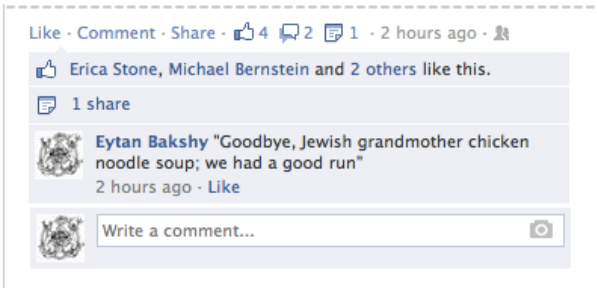 Like · Comment · Share · 4 2 1 · 2 hours ago ·
Erica Stone, Michael Bernstein and 2 others like this.
1 share
Eytan Bakshy "Goodbye, Jewish grandmother chicken
noodle soup; we had a good run"
2 hours ago · Like
Write a comment...